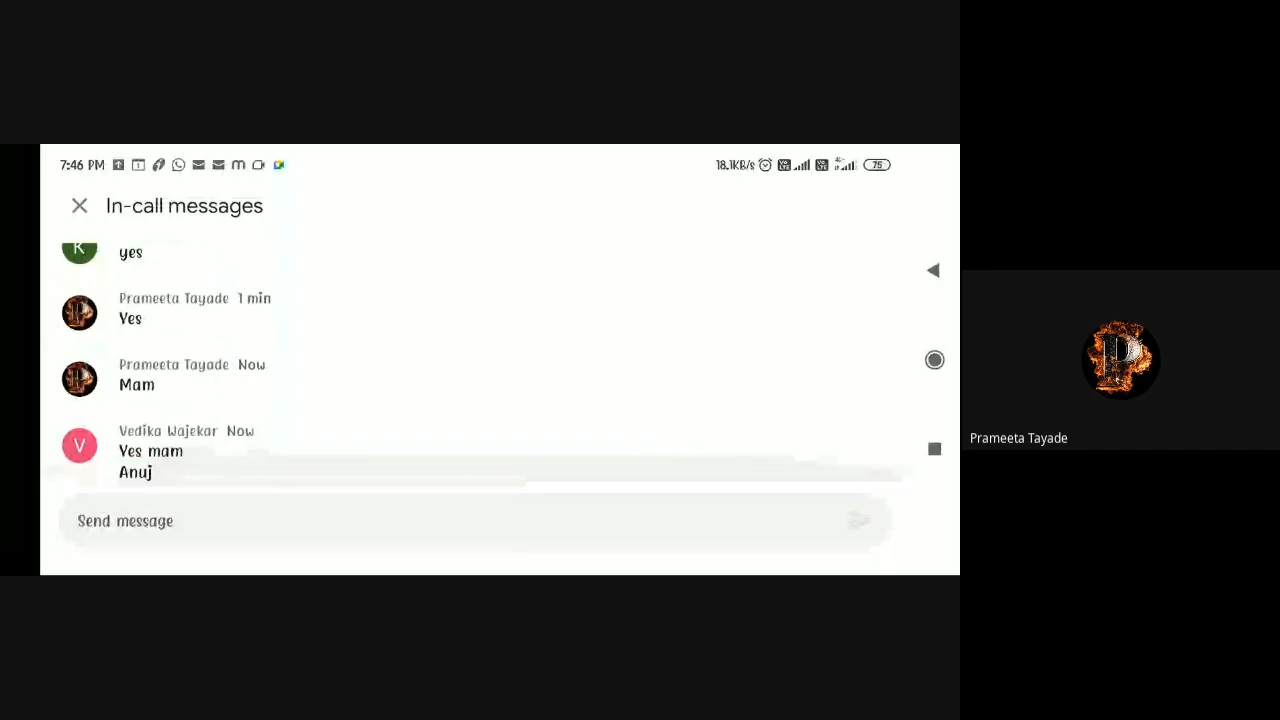 7:46 PM
18.1KB/s
75
In-call messages
K
yes
Prameeta Tayade 1 min
Yes
Prameeta Tayade Now
Mam
V
Vedika Wajekar Now
Yes mam
Anuj
Send message
P
Prameeta Tayade